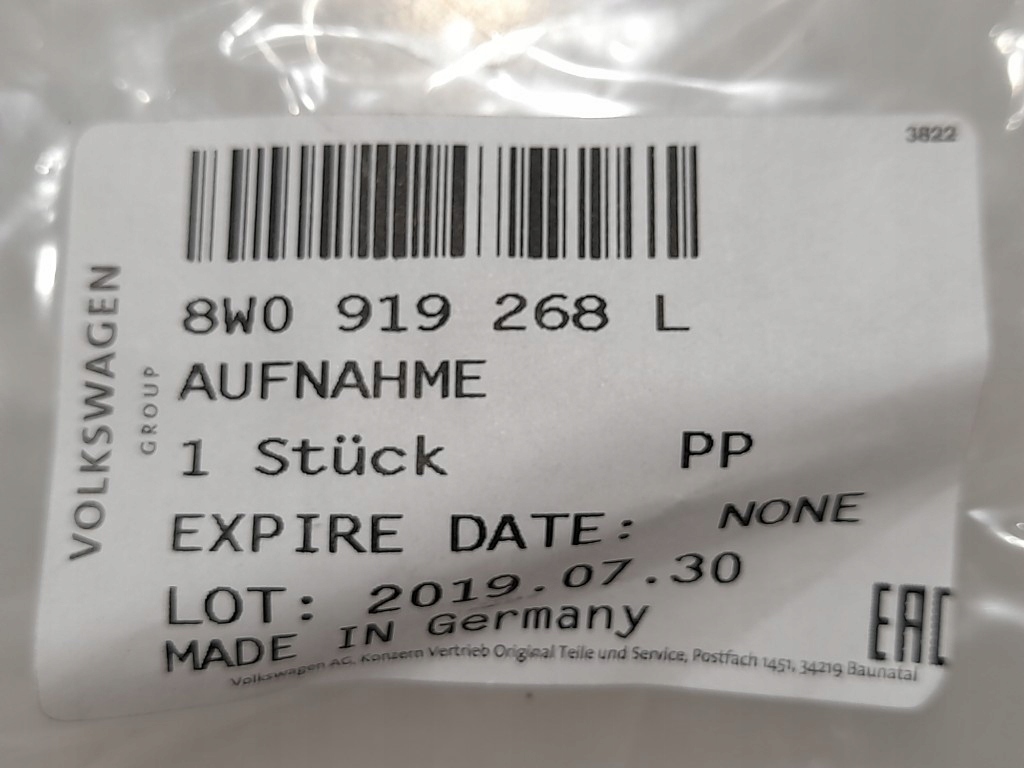 3822
8W0 919 268 L
AUFNAHME
1 Stück PP
EXPIRE DATE: NONE
LOT: 2019.07.30
MADE IN Germany
Volkswagen AG, Konzern Vertrieb Original Teile und Service, Postfach 1451, 34219 Baunatal
VOLKSWAGEN
GROUP
EAC